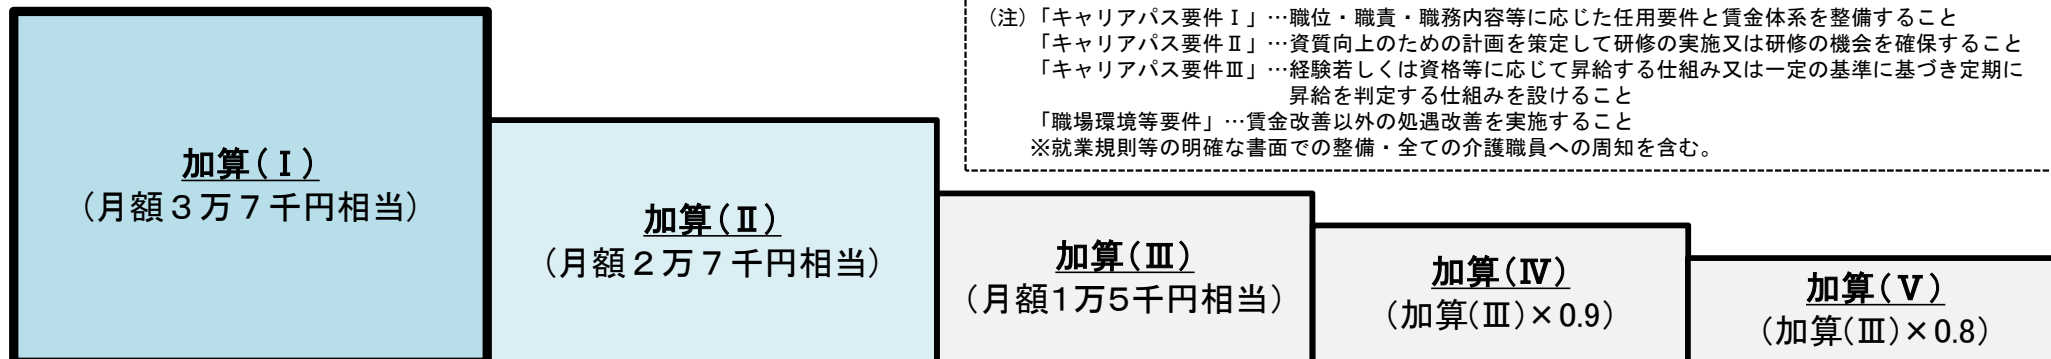 (注)「キャリアパス要件Ⅰ」…職位・職責・職務内容等に応じた任用要件と賃金体系を整備すること
「キャリアパス要件Ⅱ」…資質向上のための計画を策定して研修の実施又は研修の機会を確保すること
「キャリアパス要件Ⅲ」…経験若しくは資格等に応じて昇給する仕組み又は一定の基準に基づき定期に
昇給を判定する仕組みを設けること
「職場環境等要件」…賃金改善以外の処遇改善を実施すること
※就業規則等の明確な書面での整備・全ての介護職員への周知を含む。
加算(Ⅰ)
(月額3万7千円相当)
加算(Ⅱ)
(月額2万7千円相当)
加算(Ⅲ)
(月額1万5千円相当)
加算(Ⅳ)
(加算(Ⅲ)×0.9)
加算(Ⅴ)
(加算(Ⅲ)×0.8)